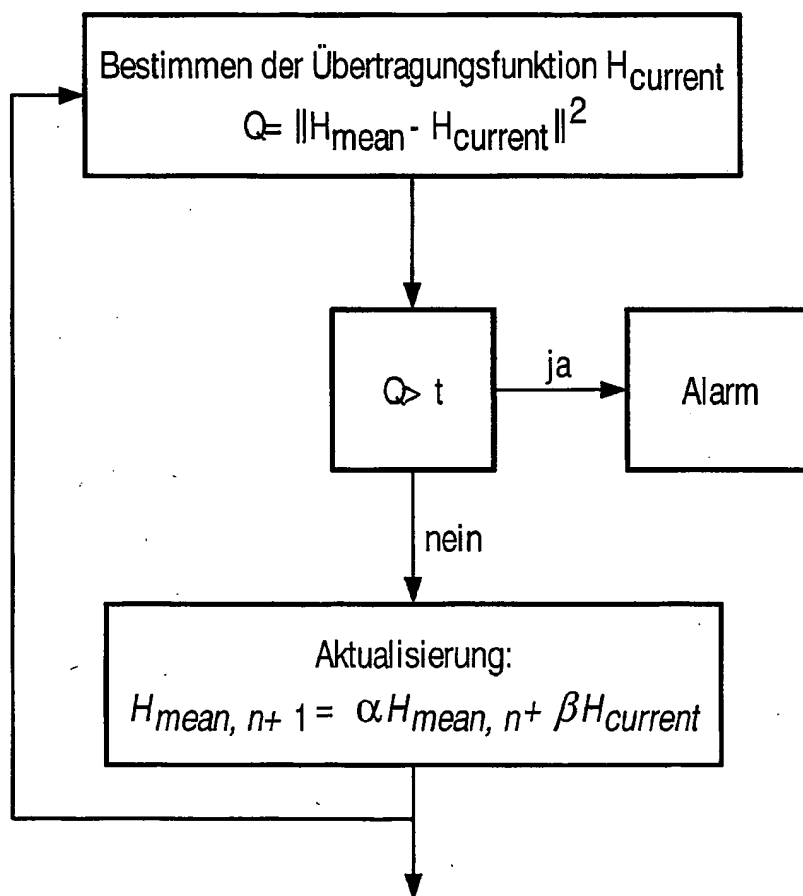 Bestimmen der Übertragungsfunktion H_current
Q= ||H_mean - H_current||²
Q> t
ja
Alarm
nein
Aktualisierung:
H_mean, n+ 1 = αH_mean, n + βH_current